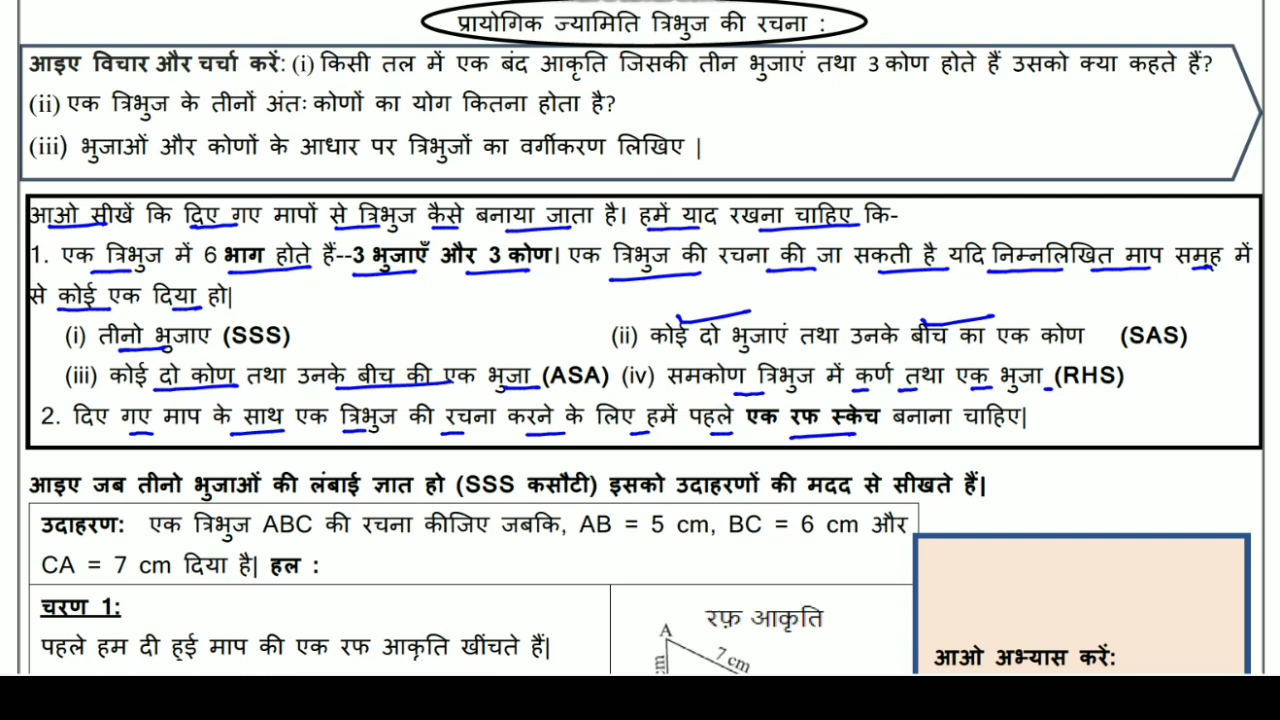 प्रायोगिक ज्यामिति त्रिभुज की रचना :
आइए विचार और चर्चा करें: (i) किसी तल में एक बंद आकृति जिसकी तीन भुजाएं तथा 3 कोण होते हैं उसको क्या कहते हैं?
(ii) एक त्रिभुज के तीनों अंतः कोणों का योग कितना होता है?
(iii) भुजाओं और कोणों के आधार पर त्रिभुजों का वर्गीकरण लिखिए |
आओ सीखें कि दिए गए मापों से त्रिभुज कैसे बनाया जाता है। हमें याद रखना चाहिए कि-
1. एक त्रिभुज में 6 भाग होते हैं--3 भुजाएँ और 3 कोण। एक त्रिभुज की रचना की जा सकती है यदि निम्नलिखित माप समूह में
से कोई एक दिया हो|
(i) तीनो भुजाए (SSS) (ii) कोई दो भुजाएं तथा उनके बीच का एक कोण (SAS)
(iii) कोई दो कोण तथा उनके बीच की एक भुजा (ASA) (iv) समकोण त्रिभुज में कर्ण तथा एक भुजा (RHS)
2. दिए गए माप के साथ एक त्रिभुज की रचना करने के लिए हमें पहले एक रफ स्केच बनाना चाहिए|
आइए जब तीनो भुजाओं की लंबाई ज्ञात हो (SSS कसौटी) इसको उदाहरणों की मदद से सीखते हैं|
उदाहरण: एक त्रिभुज ABC की रचना कीजिए जबकि, AB = 5 cm, BC = 6 cm और
CA = 7 cm दिया है| हल :
चरण 1:
पहले हम दी हुई माप की एक रफ आकृति खींचते हैं|
रफ़ आकृति
A
7 cm
cm
आओ अभ्यास करें: